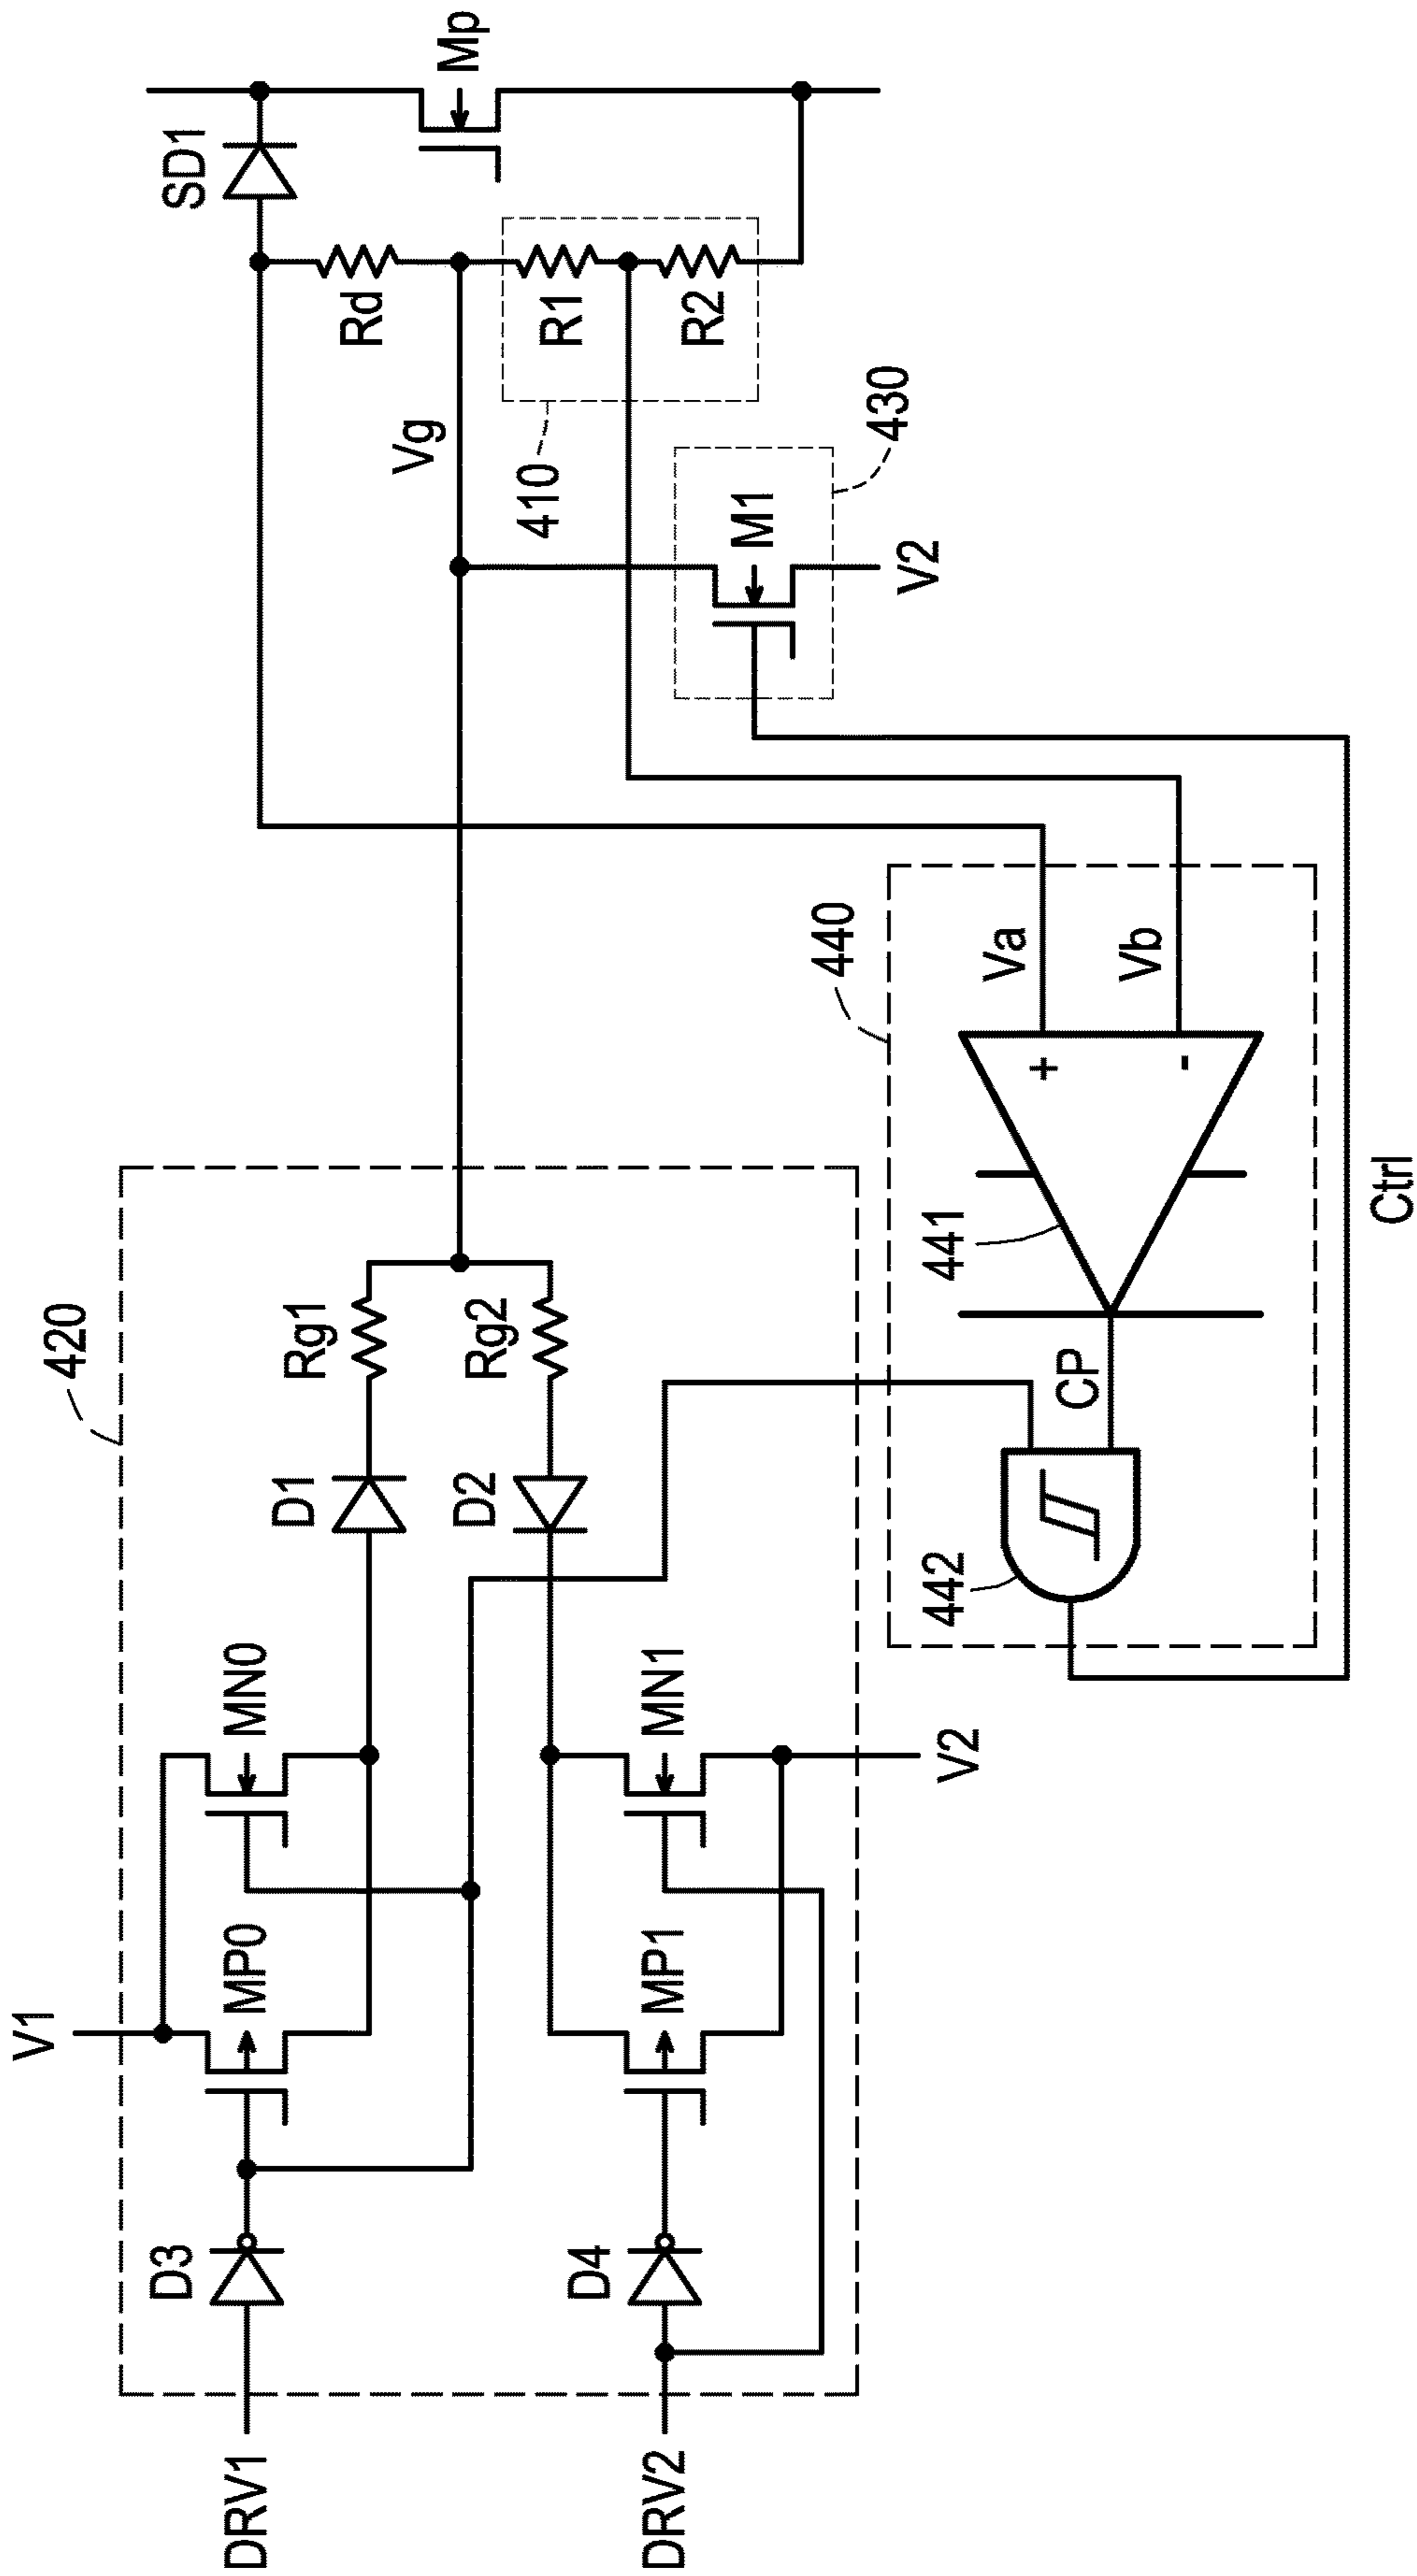 V1
420
DRV1
D3
MP0
MN0
D1
Rg1
DRV2
D4
MP1
MN1
D2
Rg2
V2
Vg
SD1
Mp
Rd
R1
R2
410
M1
430
V2
440
442
CP
441
+
-
Va
Vb
Ctrl